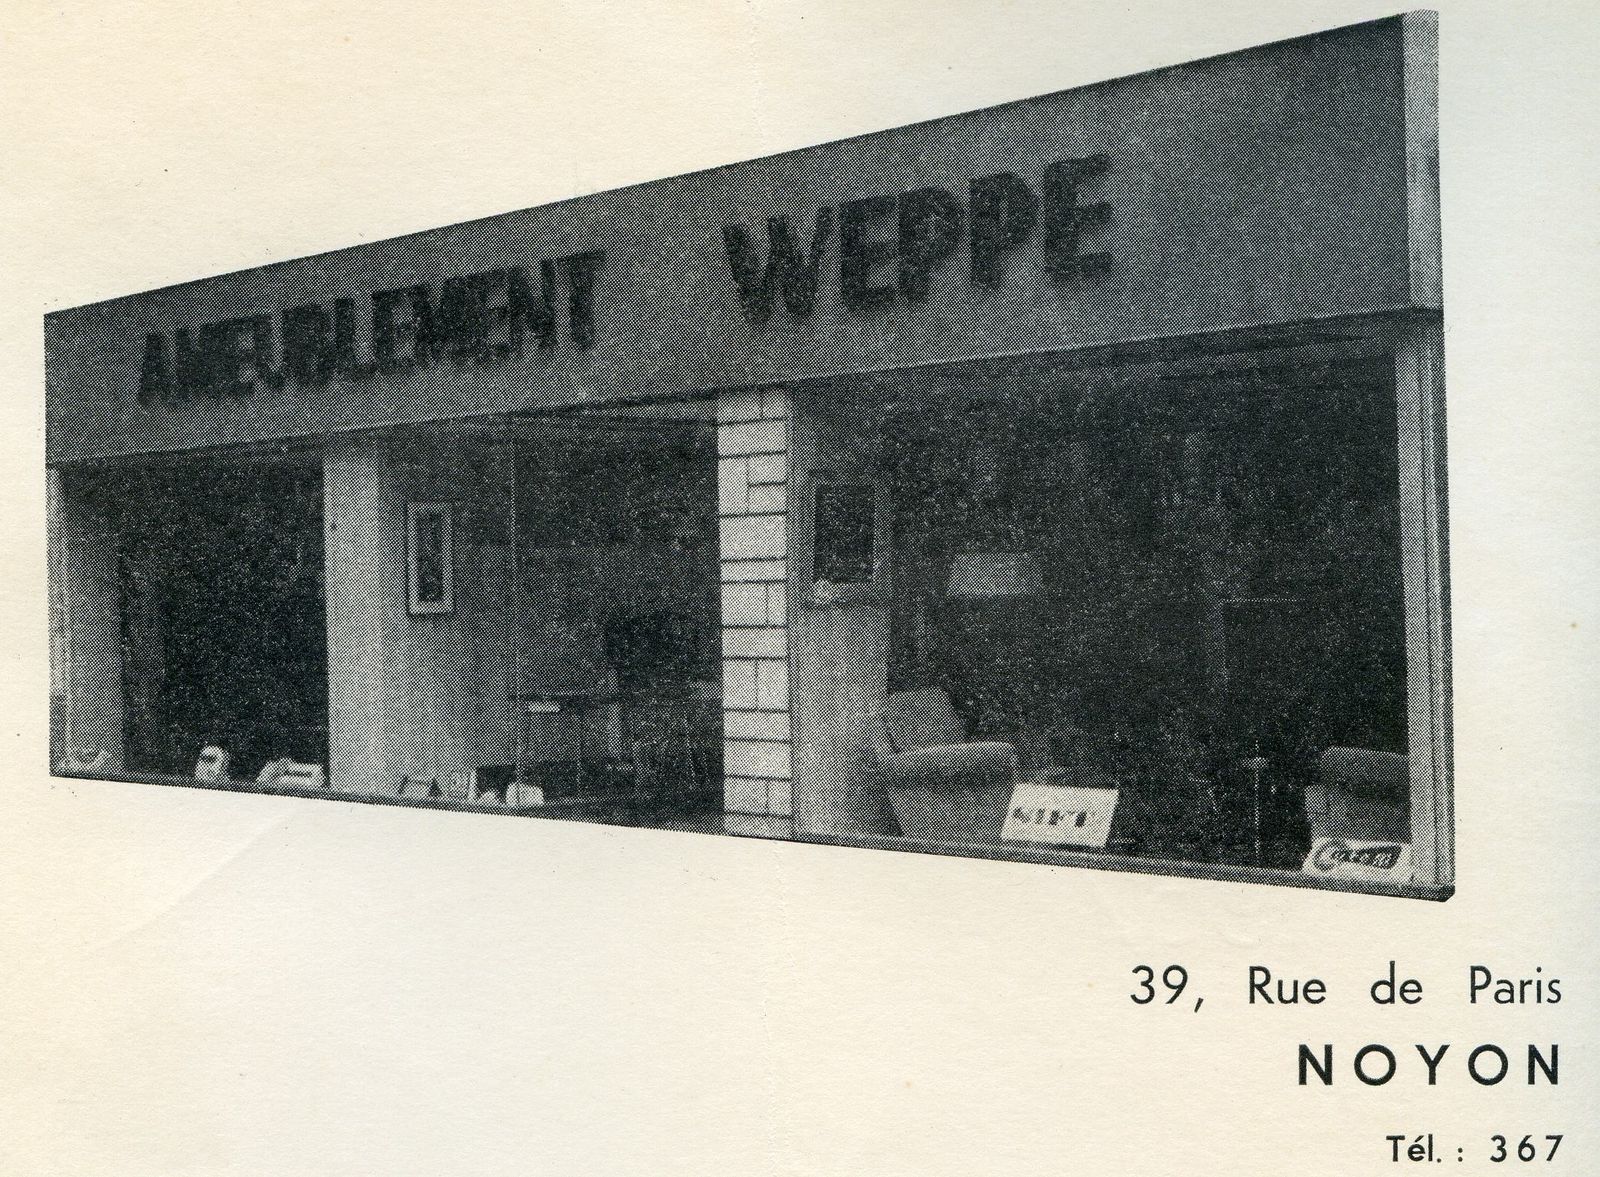 AMEUBLEMENT WEPPE
39, Rue de Paris
NOYON
Tél. : 367